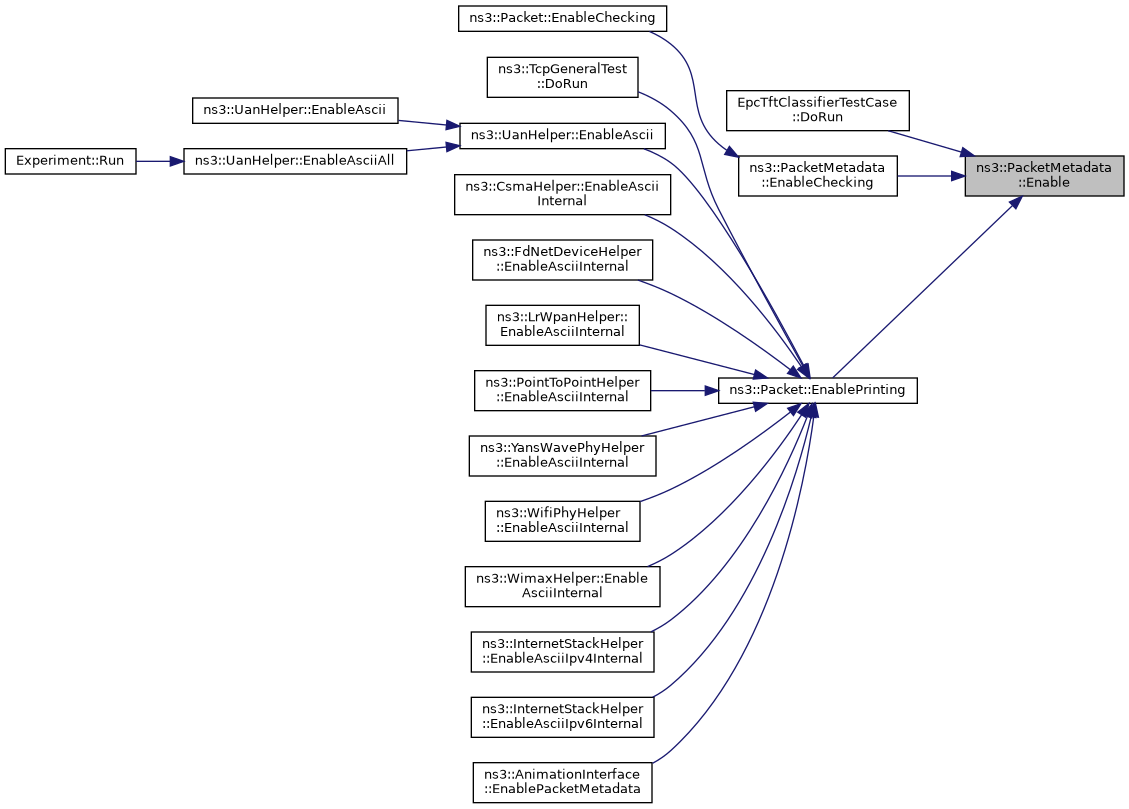 ns3::Packet::EnableChecking
ns3::TcpGeneralTest
::DoRun
EpcTftClassifierTestCase
::DoRun
ns3::UanHelper::EnableAscii
ns3::UanHelper::EnableAscii
Experiment::Run
ns3::UanHelper::EnableAsciiAll
ns3::PacketMetadata
::EnableChecking
ns3::PacketMetadata
::Enable
ns3::CsmaHelper::EnableAscii
Internal
ns3::FdNetDeviceHelper
::EnableAsciiInternal
ns3::LrWpanHelper::
EnableAsciiInternal
ns3::PointToPointHelper
::EnableAsciiInternal
ns3::Packet::EnablePrinting
ns3::YansWavePhyHelper
::EnableAsciiInternal
ns3::WifiPhyHelper
::EnableAsciiInternal
ns3::WimaxHelper::Enable
AsciiInternal
ns3::InternetStackHelper
::EnableAsciiIpv4Internal
ns3::InternetStackHelper
::EnableAsciiIpv6Internal
ns3::AnimationInterface
::EnablePacketMetadata